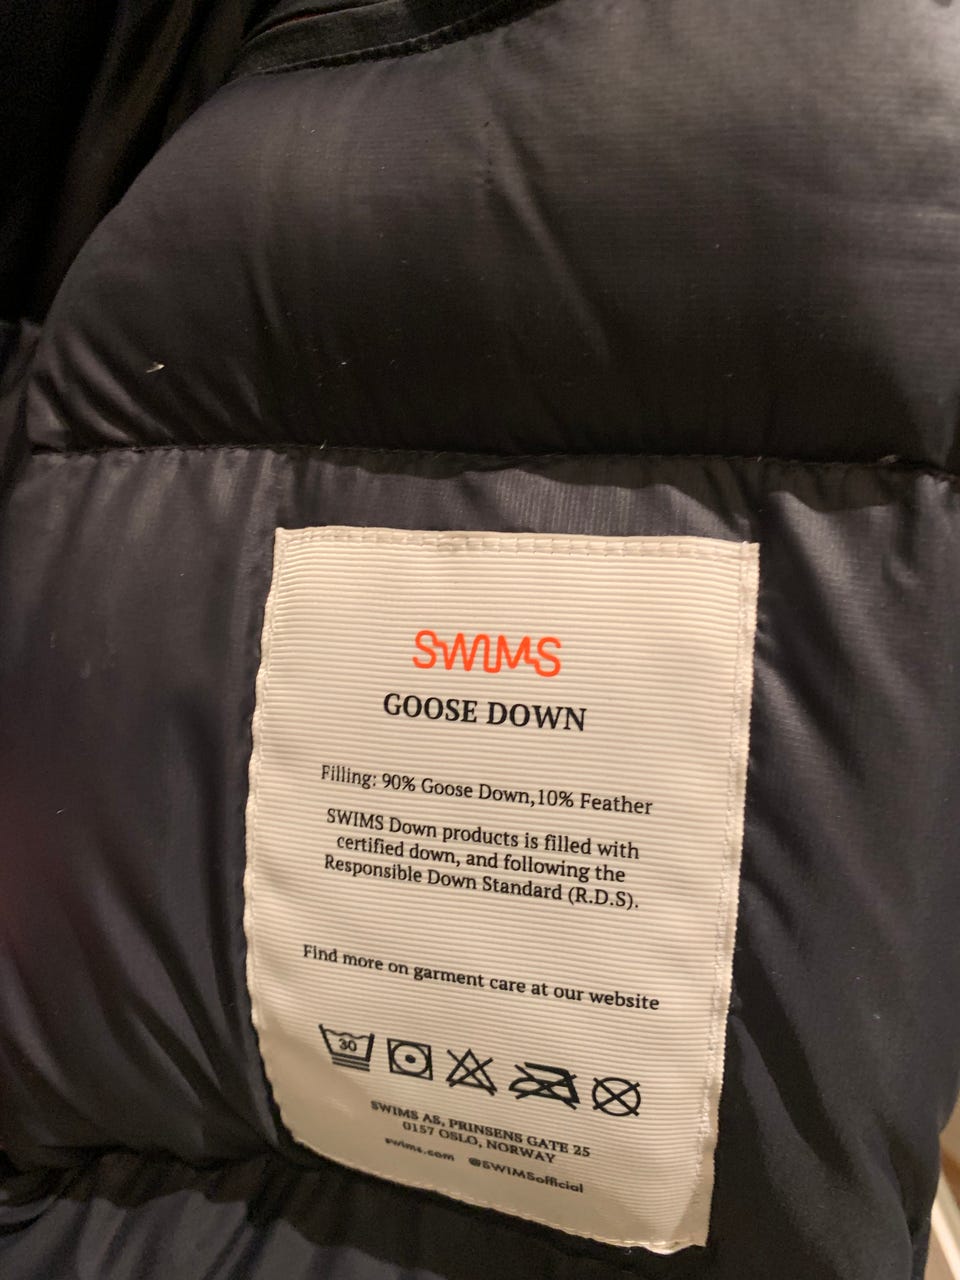 SWIMS
GOOSE DOWN
Filling: 90% Goose Down,10% Feather
SWIMS Down products is filled with
certified down, and following the
Responsible Down Standard (R.D.S).
Find more on garment care at our website
30
SWIMS AS, PRINSENS GATE 25
0157 OSLO, NORWAY
swims.com @SWIMSofficial